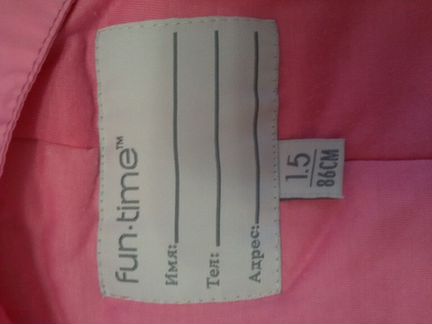 fun·time™
Имя:
Тел:
Адрес:
1.5
86CM